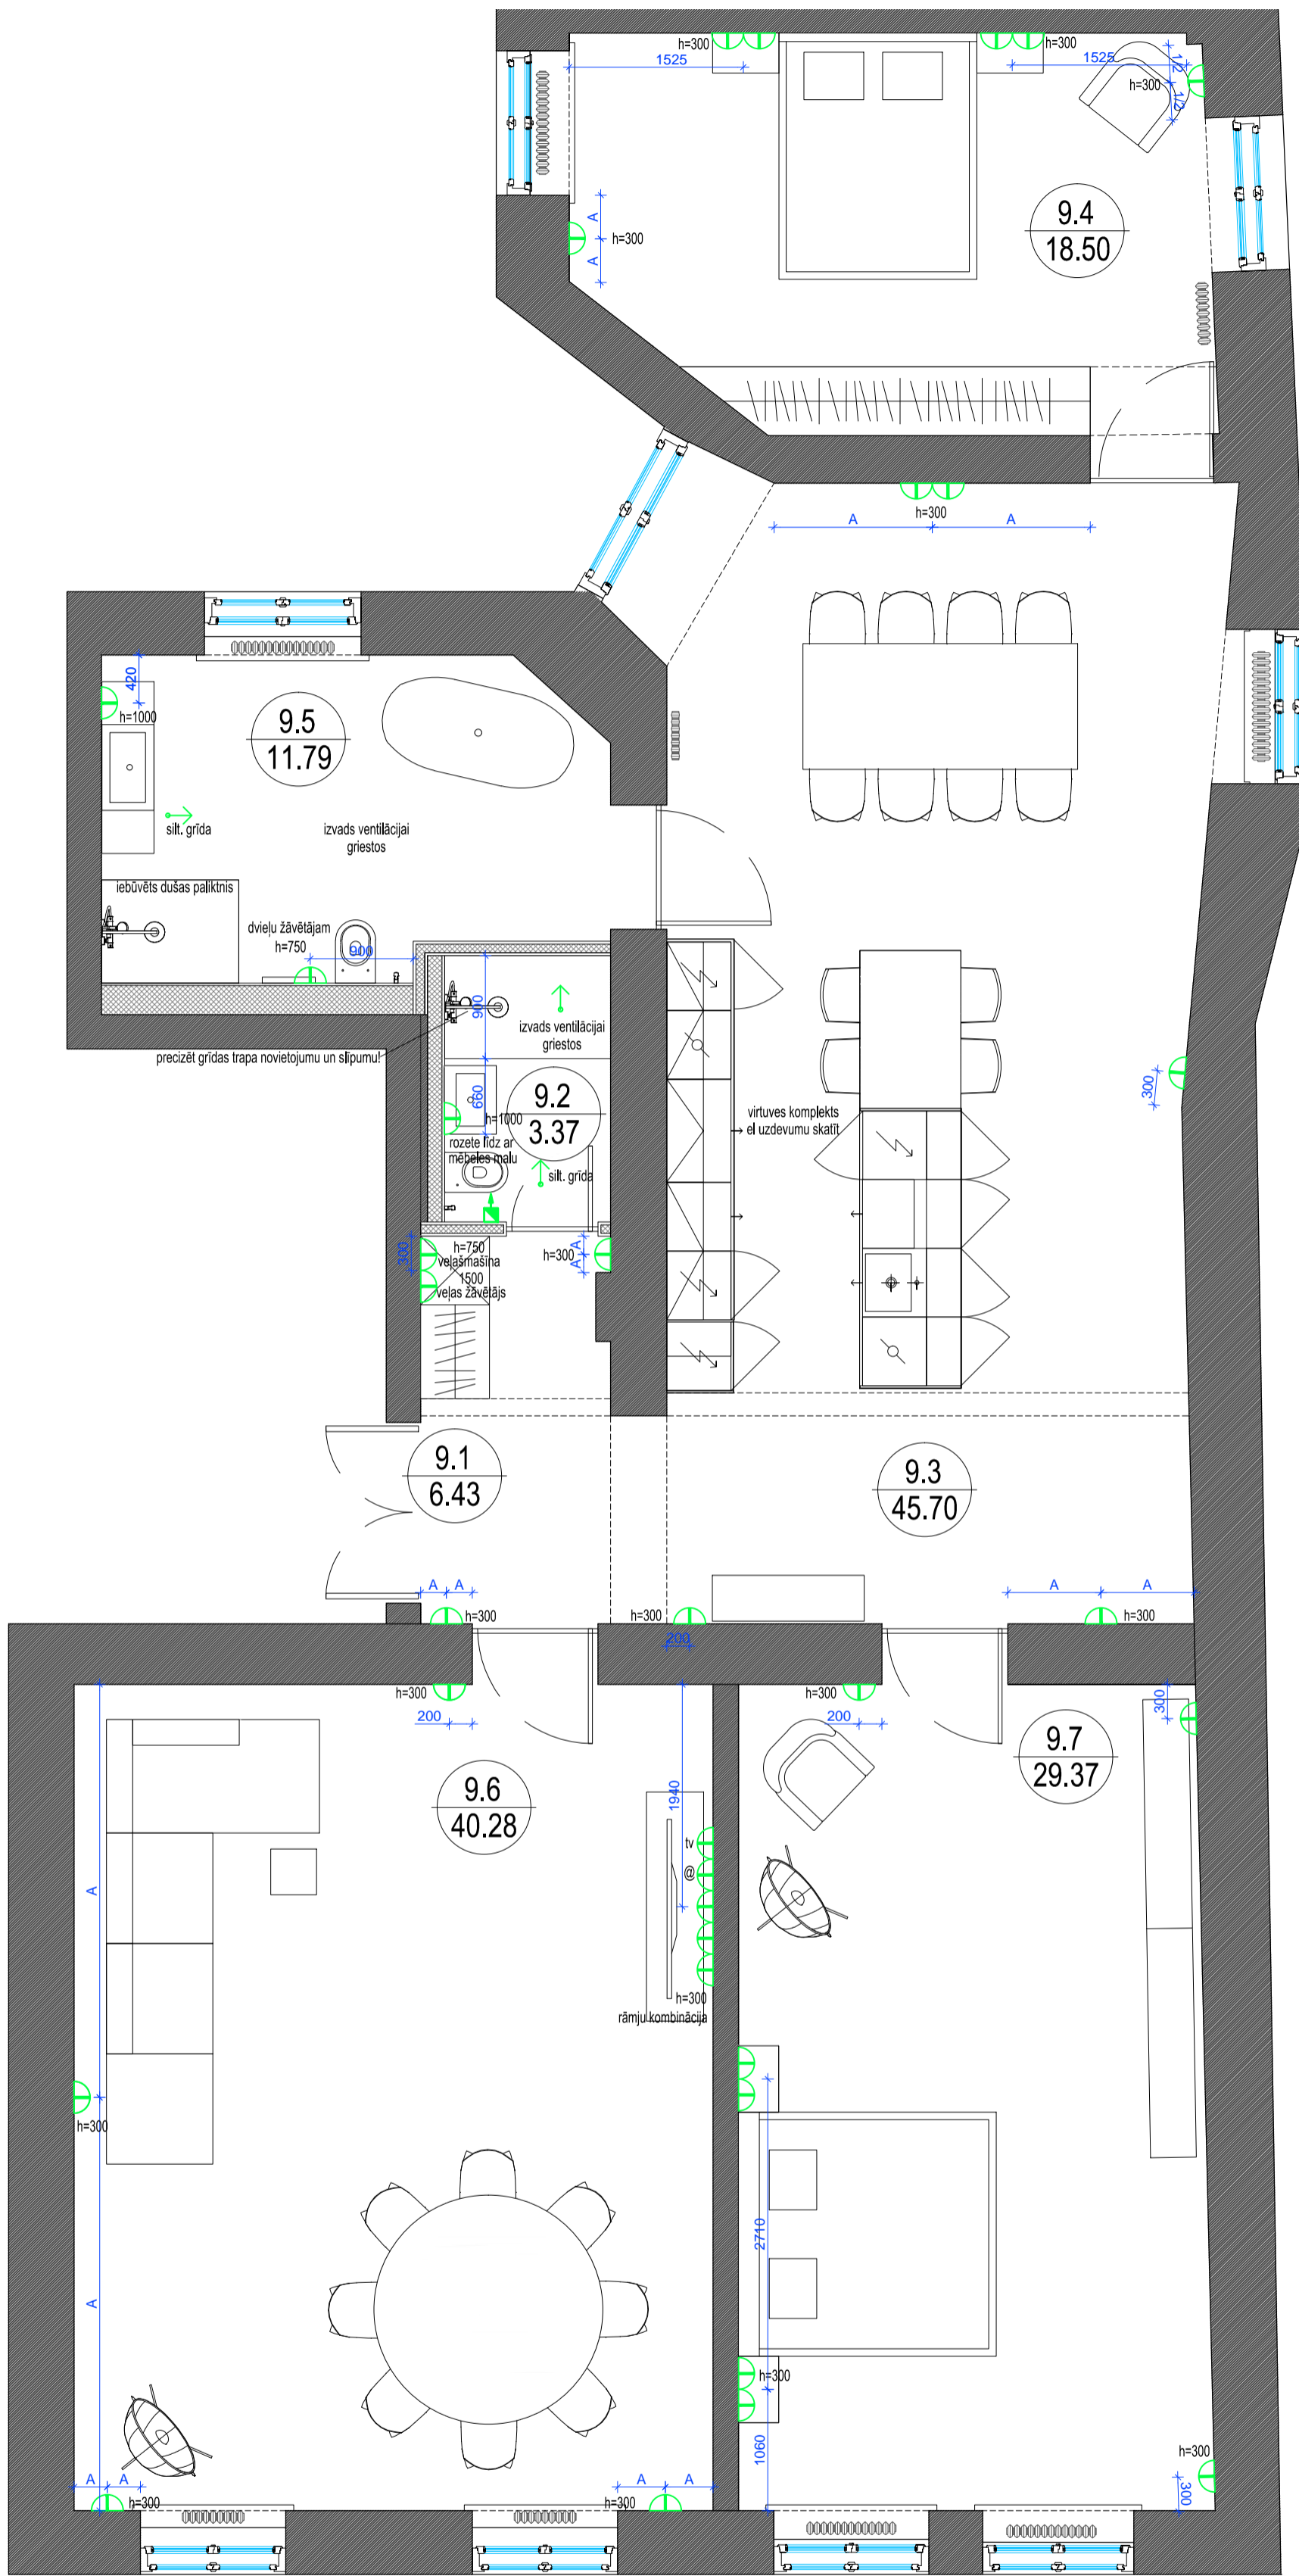 h=300
h=300
1525
1525
1/2
h=300
1/2
A
h=300
A
9.4
18.50
h=300
A
A
420
h=1000
9.5
11.79
silt. grīda
izvads ventilācijai
griestos
iebūvēts dušas paliktnis
dvieļu žāvētājam
h=750
900
900
izvads ventilācijai
griestos
precizēt grīdas trapa novietojumu un slīpumu!
660
h=1000
9.2
3.37
rozete līdz ar
mēbeles malu
silt. grīda
virtuves komplekts
el uzdevumu skatīt
300
300
h=750
veļašmašīna
1500
veļas žāvētājs
h=300
A
A
9.1
6.43
9.3
45.70
A
A
h=300
h=300
200
A
A
h=300
h=300
200
h=300
200
300
9.6
40.28
9.7
29.37
1940
tv
@
h=300
rāmju kombinācija
A
h=300
A
2710
h=300
1060
h=300
300
A
A
h=300
A
A
h=300